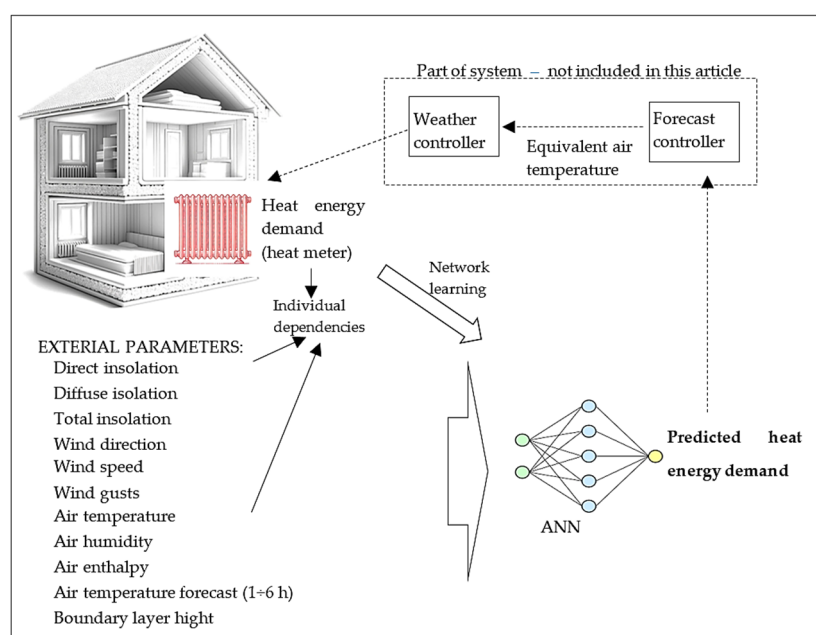 Part of system – not included in this article
Weather
controller
Forecast
controller
Equivalent air
temperature
Heat energy
demand
(heat meter)
Network
learning
Individual
dependencies
EXTERIAL PARAMETERS:
Direct insolation
Diffuse isolation
Total insolation
Wind direction
Wind speed
Wind gusts
Air temperature
Air humidity
Air enthalpy
Air temperature forecast (1÷6 h)
Boundary layer hight
ANN
Predicted heat
energy demand